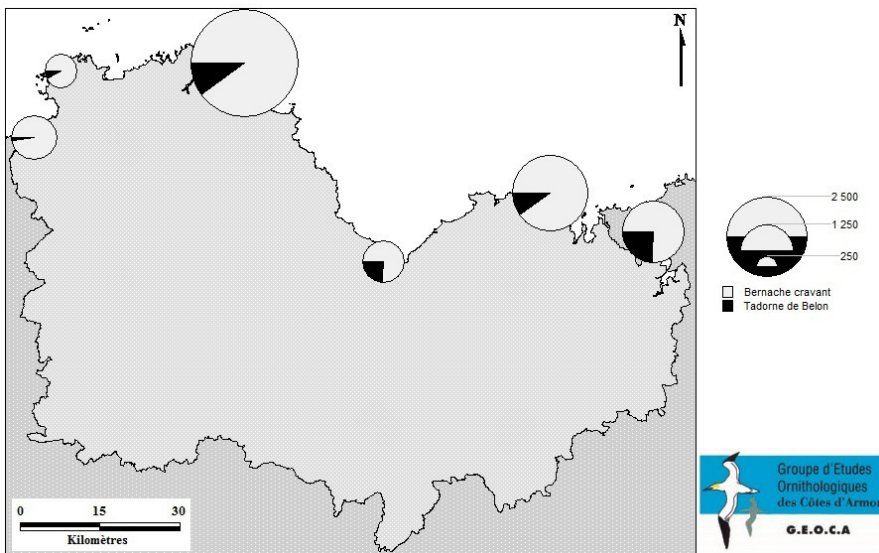 N
2 500
1 250
250
Bernache cravant
Tadorne de Belon
0 15 30
Kilomètres
Groupe d'Etudes
Ornithologiques
des Côtes d'Armor
G.E.O.C.A